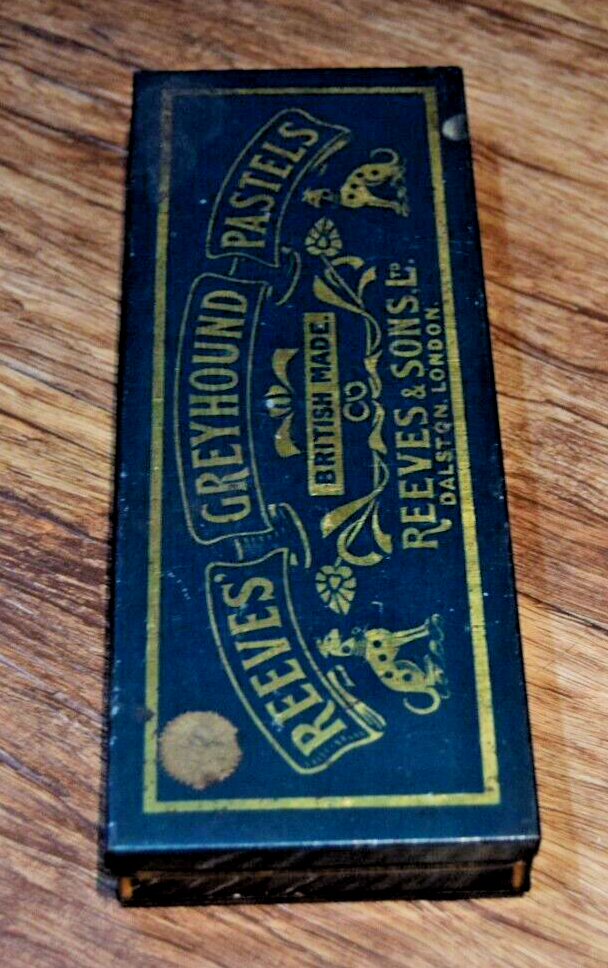 REEVES' GREYHOUND PASTELS
BRITISH MADE.
REEVES & SONS. LTD
DALSTON. LONDON.